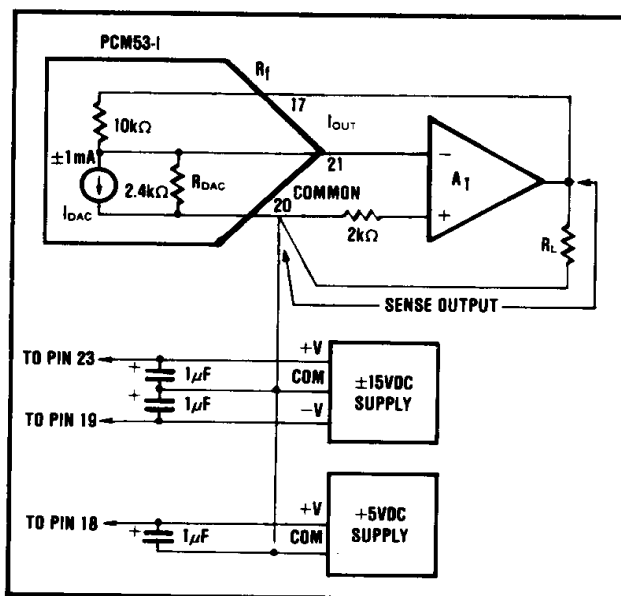 PCM53-I
Rf
17
10kΩ
IOUT
±1mA
21
2.4kΩ
RDAC
COMMON
20
IDAC
2kΩ
−
A1
+
RL
SENSE OUTPUT
TO PIN 23
+
1μF
+V
COM
±15VDC
SUPPLY
+
1μF
−V
TO PIN 19
TO PIN 18
+
1μF
+V
COM
+5VDC
SUPPLY